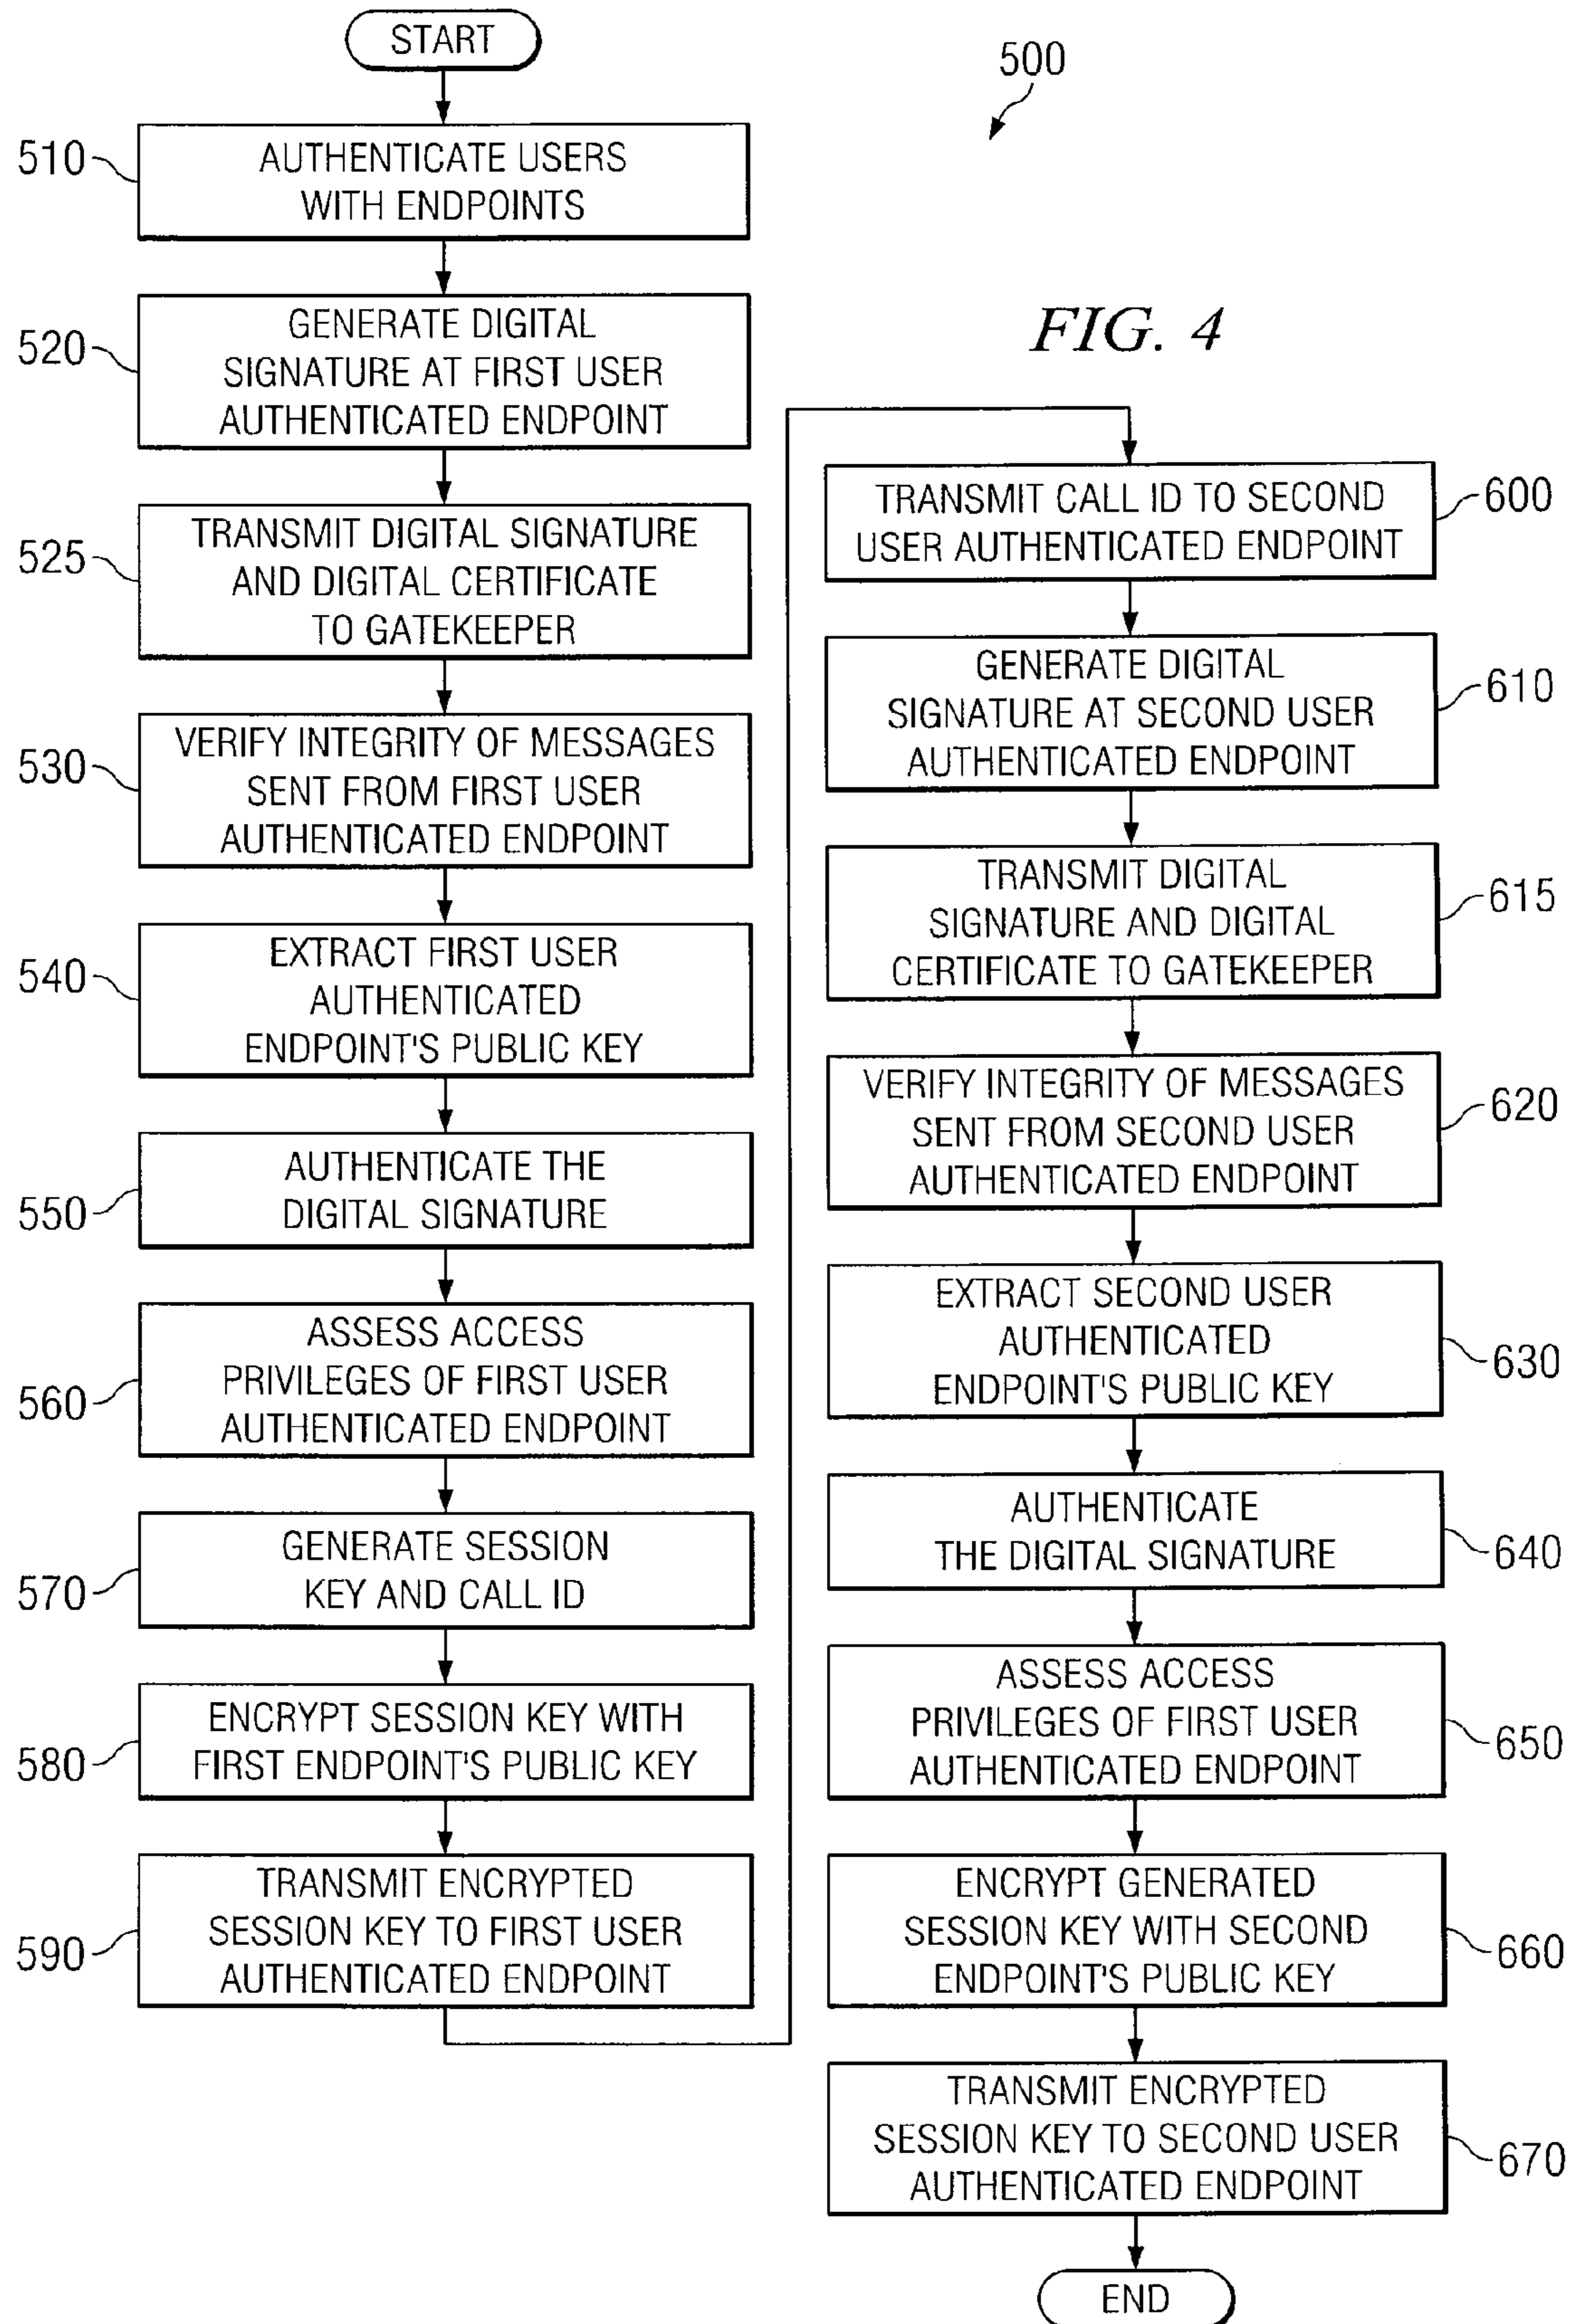 START
500
510
AUTHENTICATE USERS
WITH ENDPOINTS
520
GENERATE DIGITAL
SIGNATURE AT FIRST USER
AUTHENTICATED ENDPOINT
525
TRANSMIT DIGITAL SIGNATURE
AND DIGITAL CERTIFICATE
TO GATEKEEPER
530
VERIFY INTEGRITY OF MESSAGES
SENT FROM FIRST USER
AUTHENTICATED ENDPOINT
540
EXTRACT FIRST USER
AUTHENTICATED
ENDPOINT'S PUBLIC KEY
550
AUTHENTICATE THE
DIGITAL SIGNATURE
560
ASSESS ACCESS
PRIVILEGES OF FIRST USER
AUTHENTICATED ENDPOINT
570
GENERATE SESSION
KEY AND CALL ID
580
ENCRYPT SESSION KEY WITH
FIRST ENDPOINT'S PUBLIC KEY
590
TRANSMIT ENCRYPTED
SESSION KEY TO FIRST USER
AUTHENTICATED ENDPOINT
FIG. 4
TRANSMIT CALL ID TO SECOND
USER AUTHENTICATED ENDPOINT
600
GENERATE DIGITAL
SIGNATURE AT SECOND USER
AUTHENTICATED ENDPOINT
610
TRANSMIT DIGITAL
SIGNATURE AND DIGITAL
CERTIFICATE TO GATEKEEPER
615
VERIFY INTEGRITY OF MESSAGES
SENT FROM SECOND USER
AUTHENTICATED ENDPOINT
620
EXTRACT SECOND USER
AUTHENTICATED
ENDPOINT'S PUBLIC KEY
630
AUTHENTICATE
THE DIGITAL SIGNATURE
640
ASSESS ACCESS
PRIVILEGES OF FIRST USER
AUTHENTICATED ENDPOINT
650
ENCRYPT GENERATED
SESSION KEY WITH SECOND
ENDPOINT'S PUBLIC KEY
660
TRANSMIT ENCRYPTED
SESSION KEY TO SECOND USER
AUTHENTICATED ENDPOINT
670
END